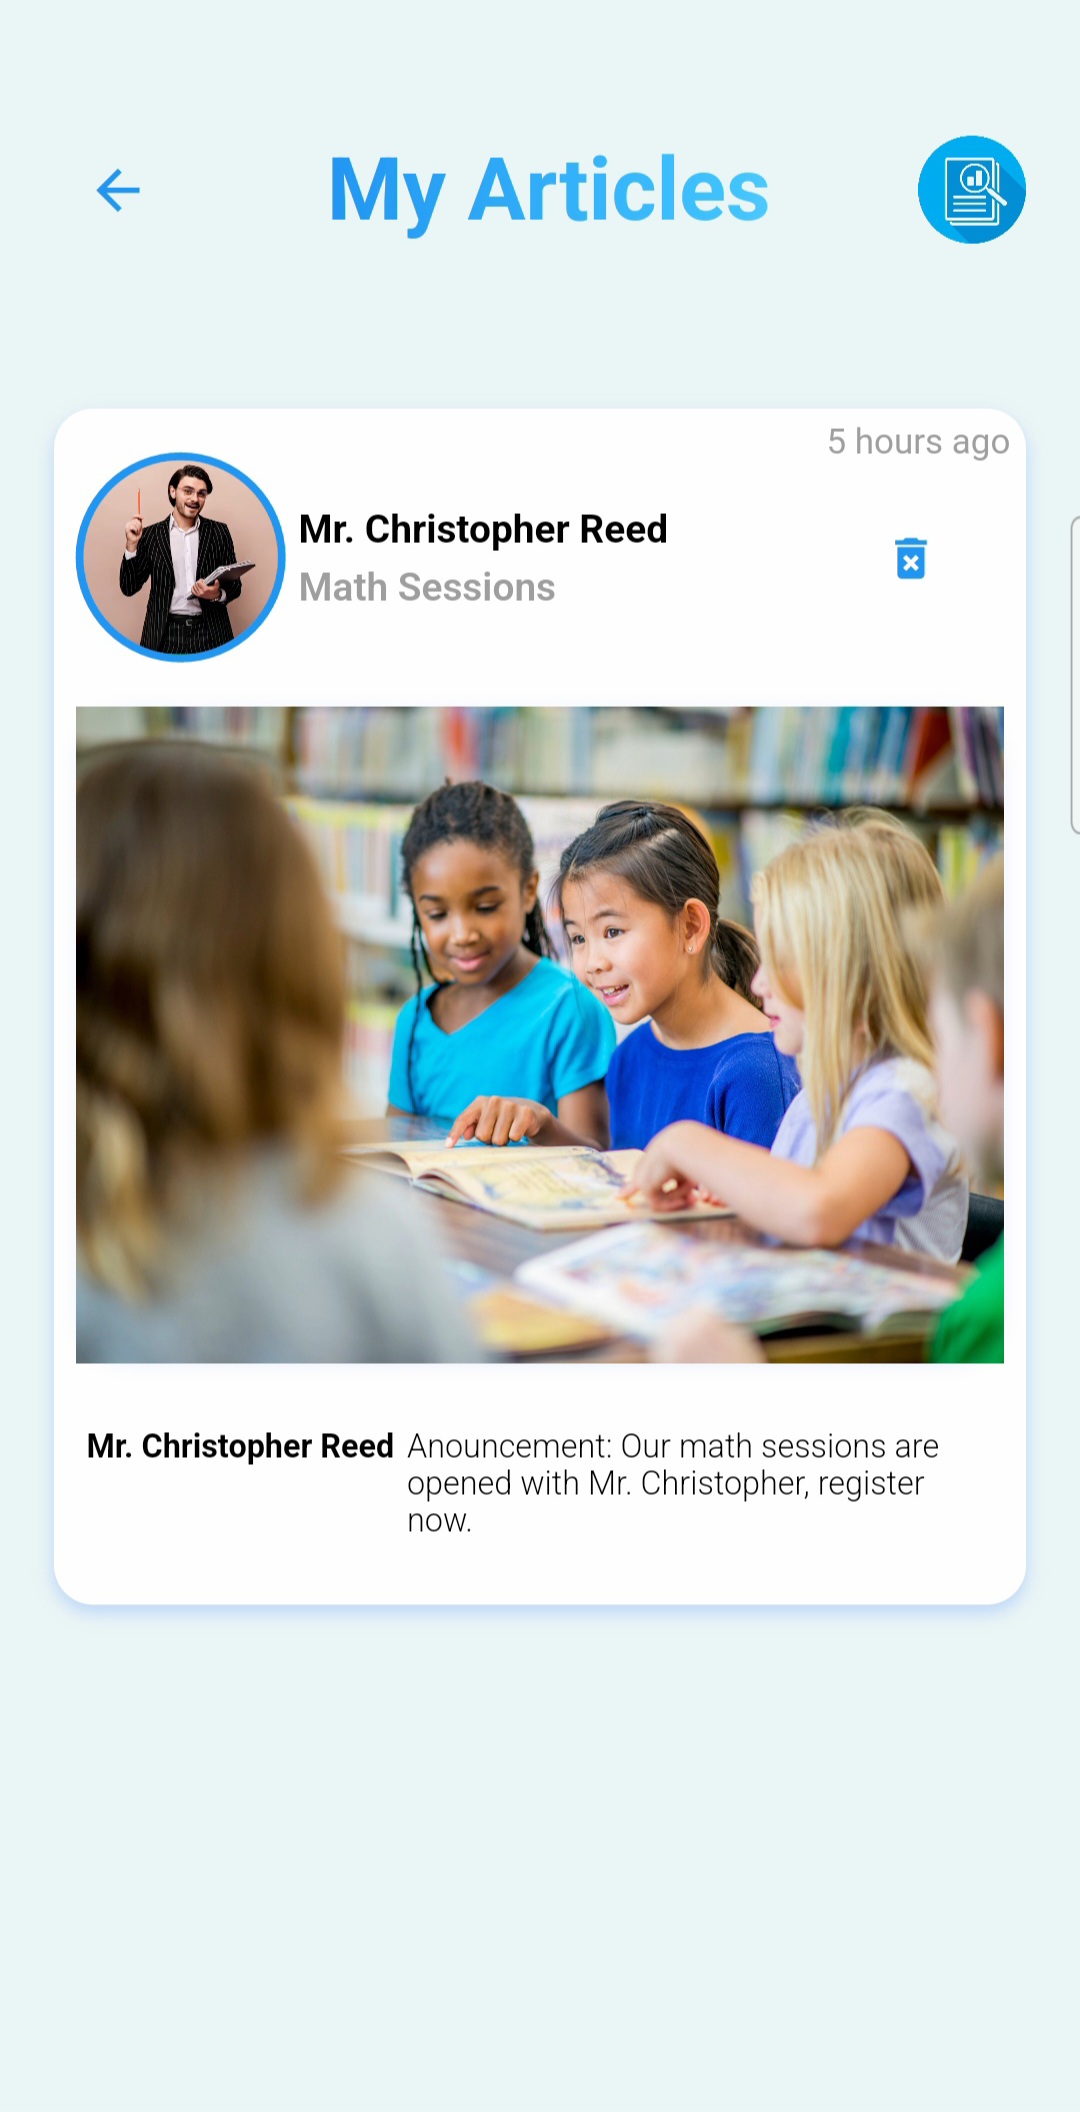 My Articles
5 hours ago
Mr. Christopher Reed
Math Sessions
Mr. Christopher Reed Anouncement: Our math sessions are
opened with Mr. Christopher, register
now.